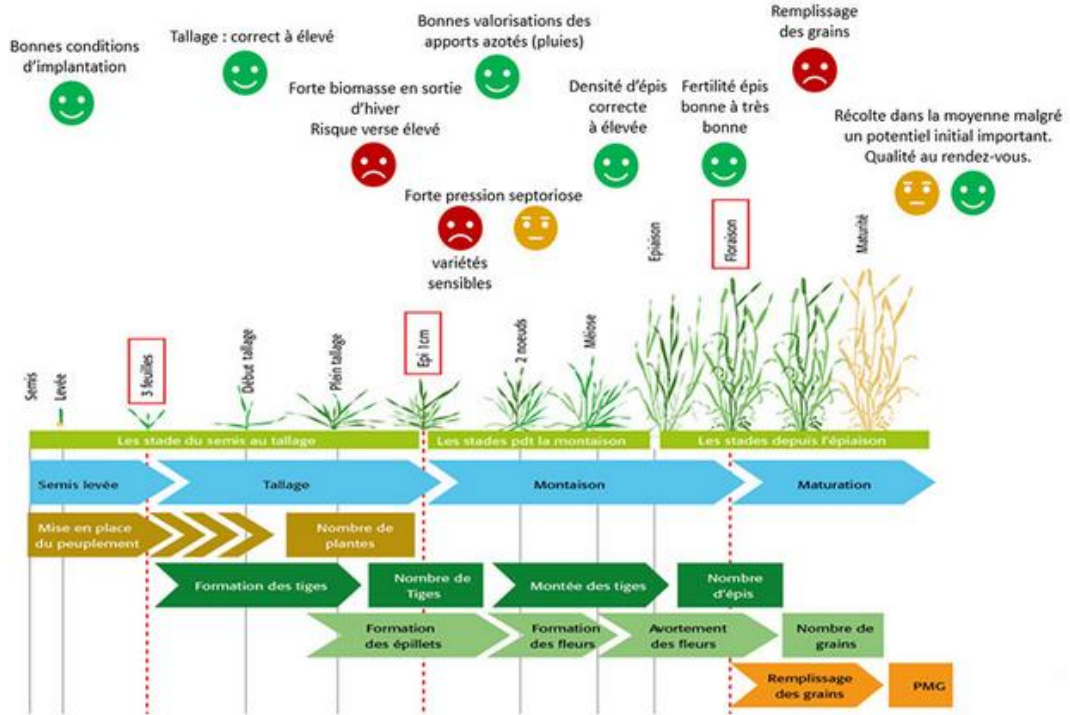 Bonnes conditions
d'implantation
Tallage : correct à élevé
Forte biomasse en sortie
d'hiver
Risque verse élevé
Bonnes valorisations des
apports azotés (pluies)
Forte pression septoriose
variétés
sensibles
Densité d'épis
correcte
à élevée
Fertilité épis
bonne à très
bonne
Remplissage
des grains
Récolte dans la moyenne malgré
un potentiel initial important.
Qualité au rendez-vous.
Semis
Levée
3 feuilles
Début tallage
Plein tallage
Epi 1cm
2 noeuds
Méiose
Epiaison
Floraison
Maturité
Les stade du semis au tallage
Les stades pdt la montaison
Les stades depuis l'épiaison
Semis levée
Tallage
Montaison
Maturation
Mise en place
du peuplement
Nombre de
plantes
Formation des tiges
Nombre de
Tiges
Montée des tiges
Nombre
d'épis
Formation
des épillets
Formation
des fleurs
Avortement
des fleurs
Nombre de
grains
Remplissage
des grains
PMG